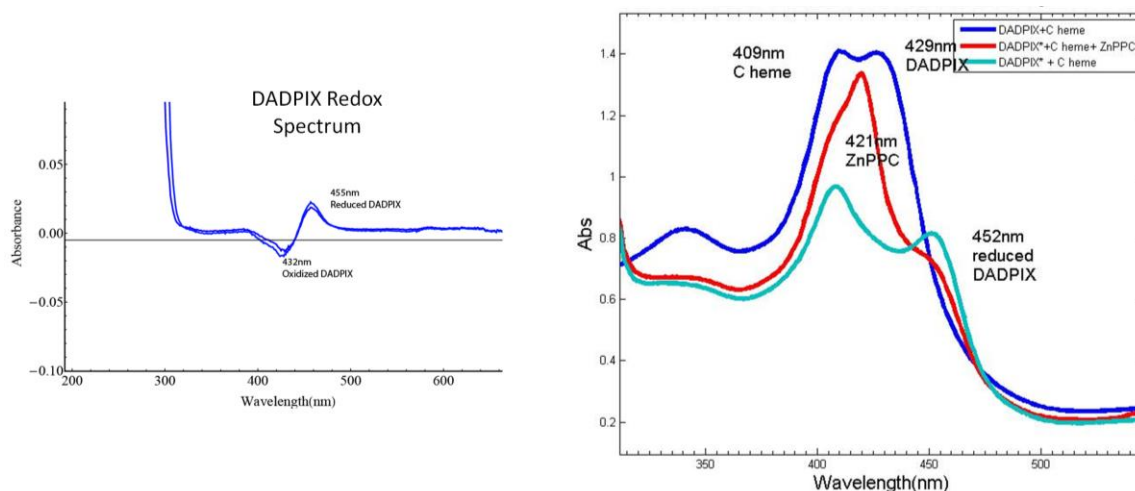 DADPIX Redox
Spectrum
0.05
0.00
−0.05
−0.10
Absorbance
455nm
Reduced DADPIX
432nm
Oxidized DADPIX
200
300
400
500
600
Wavelength(nm)
DADPIX+C heme
DADPIX*+C heme+ ZnPPC
DADPIX* + C heme
409nm
C heme
429nm
DADPIX
421nm
ZnPPC
452nm
reduced
DADPIX
1.4
1.2
1
0.8
0.6
0.4
0.2
Abs
350
400
450
500
Wavelength(nm)